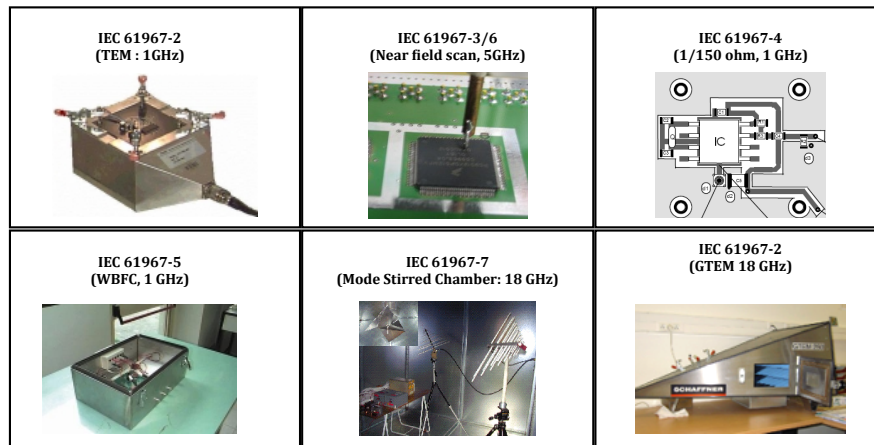 IEC 61967-2
(TEM : 1GHz)
IEC 61967-3/6
(Near field scan, 5GHz)
IEC 61967-4
(1/150 ohm, 1 GHz)
IC
IEC 61967-5
(WBFC, 1 GHz)
IEC 61967-7
(Mode Stirred Chamber: 18 GHz)
IEC 61967-2
(GTEM 18 GHz)
SCHAFFNER